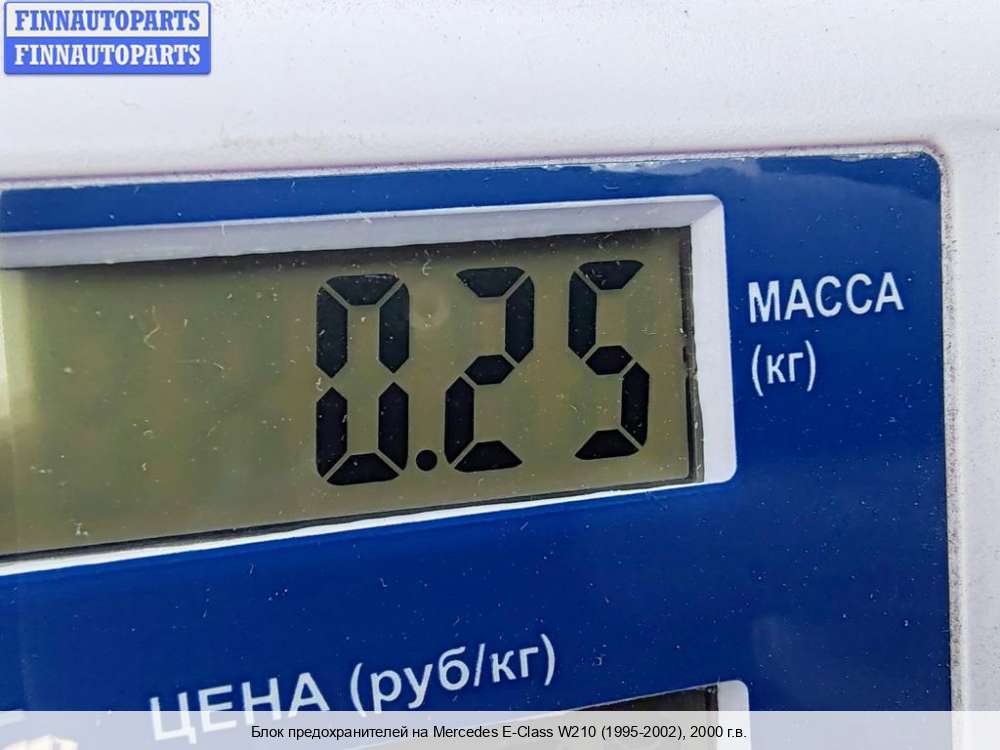 FINNAUTOPARTS
FINNAUTOPARTS
0.25
МАССА
(кг)
ЦЕНА (руб/кг)
Блок предохранителей на Mercedes E-Class W210 (1995-2002), 2000 г.в.